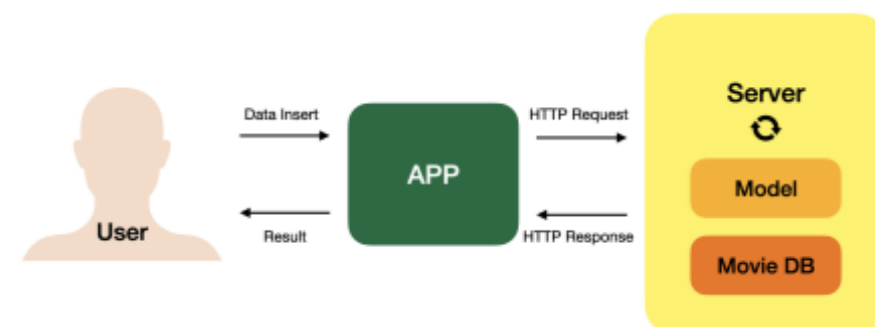 Data Insert
User
Result
APP
HTTP Request
HTTP Response
Server
Model
Movie DB